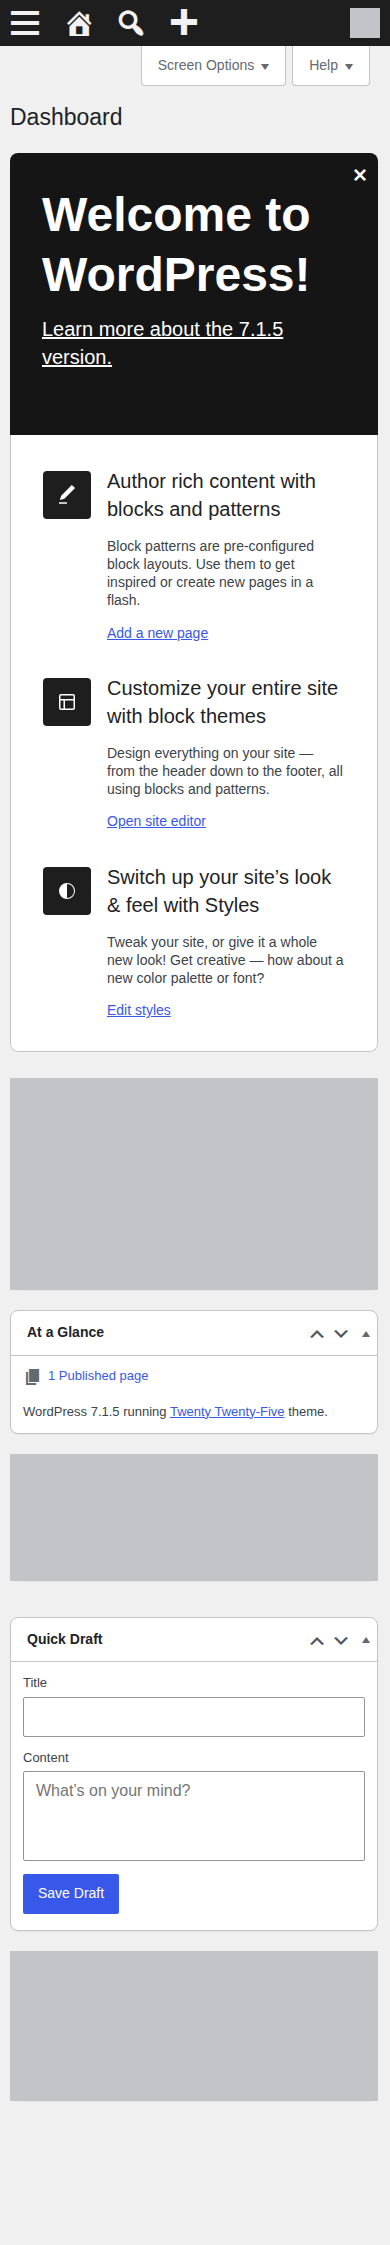 Screen Options
Help
Dashboard
Welcome to
WordPress!
Learn more about the 7.1.5
version.
Author rich content with
blocks and patterns
Block patterns are pre-configured
block layouts. Use them to get
inspired or create new pages in a
flash.
Add a new page
Customize your entire site
with block themes
Design everything on your site —
from the header down to the footer, all
using blocks and patterns.
Open site editor
Switch up your site’s look
& feel with Styles
Tweak your site, or give it a whole
new look! Get creative — how about a
new color palette or font?
Edit styles
At a Glance
1 Published page
WordPress 7.1.5 running Twenty Twenty-Five theme.
Quick Draft
Title
Content
What’s on your mind?
Save Draft